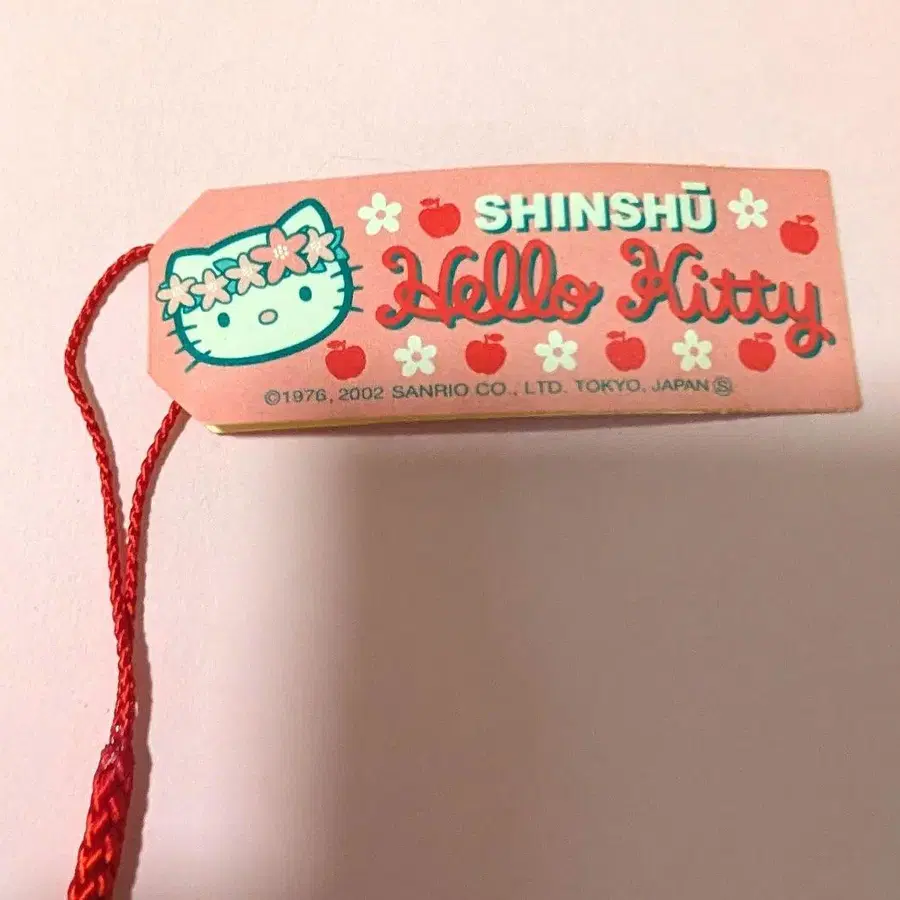 SHINSHŪ
Hello Kitty
©1976, 2002 SANRIO CO., LTD. TOKYO, JAPAN Ⓢ